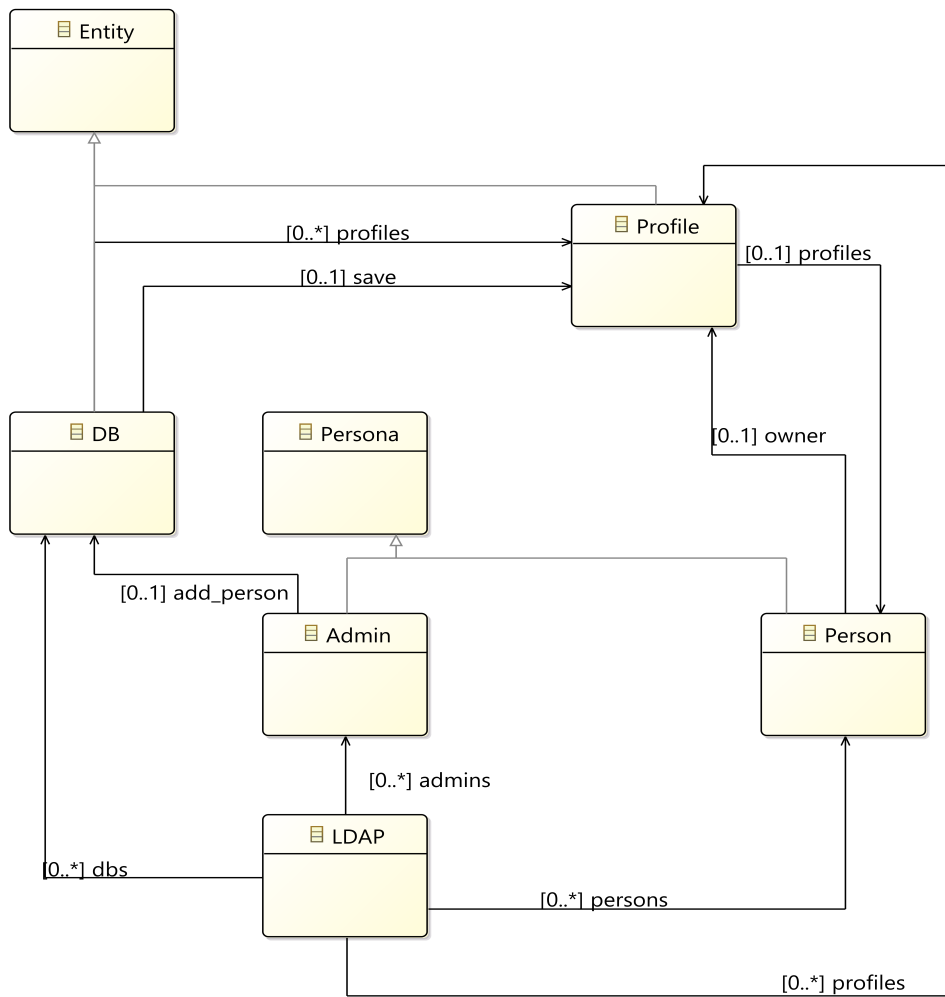 Entity
Profile
[0..*] profiles
[0..1] profiles
[0..1] save
DB
Persona
[0..1] owner
[0..1] add_person
Admin
Person
[0..*] admins
LDAP
[0..*] dbs
[0..*] persons
[0..*] profiles